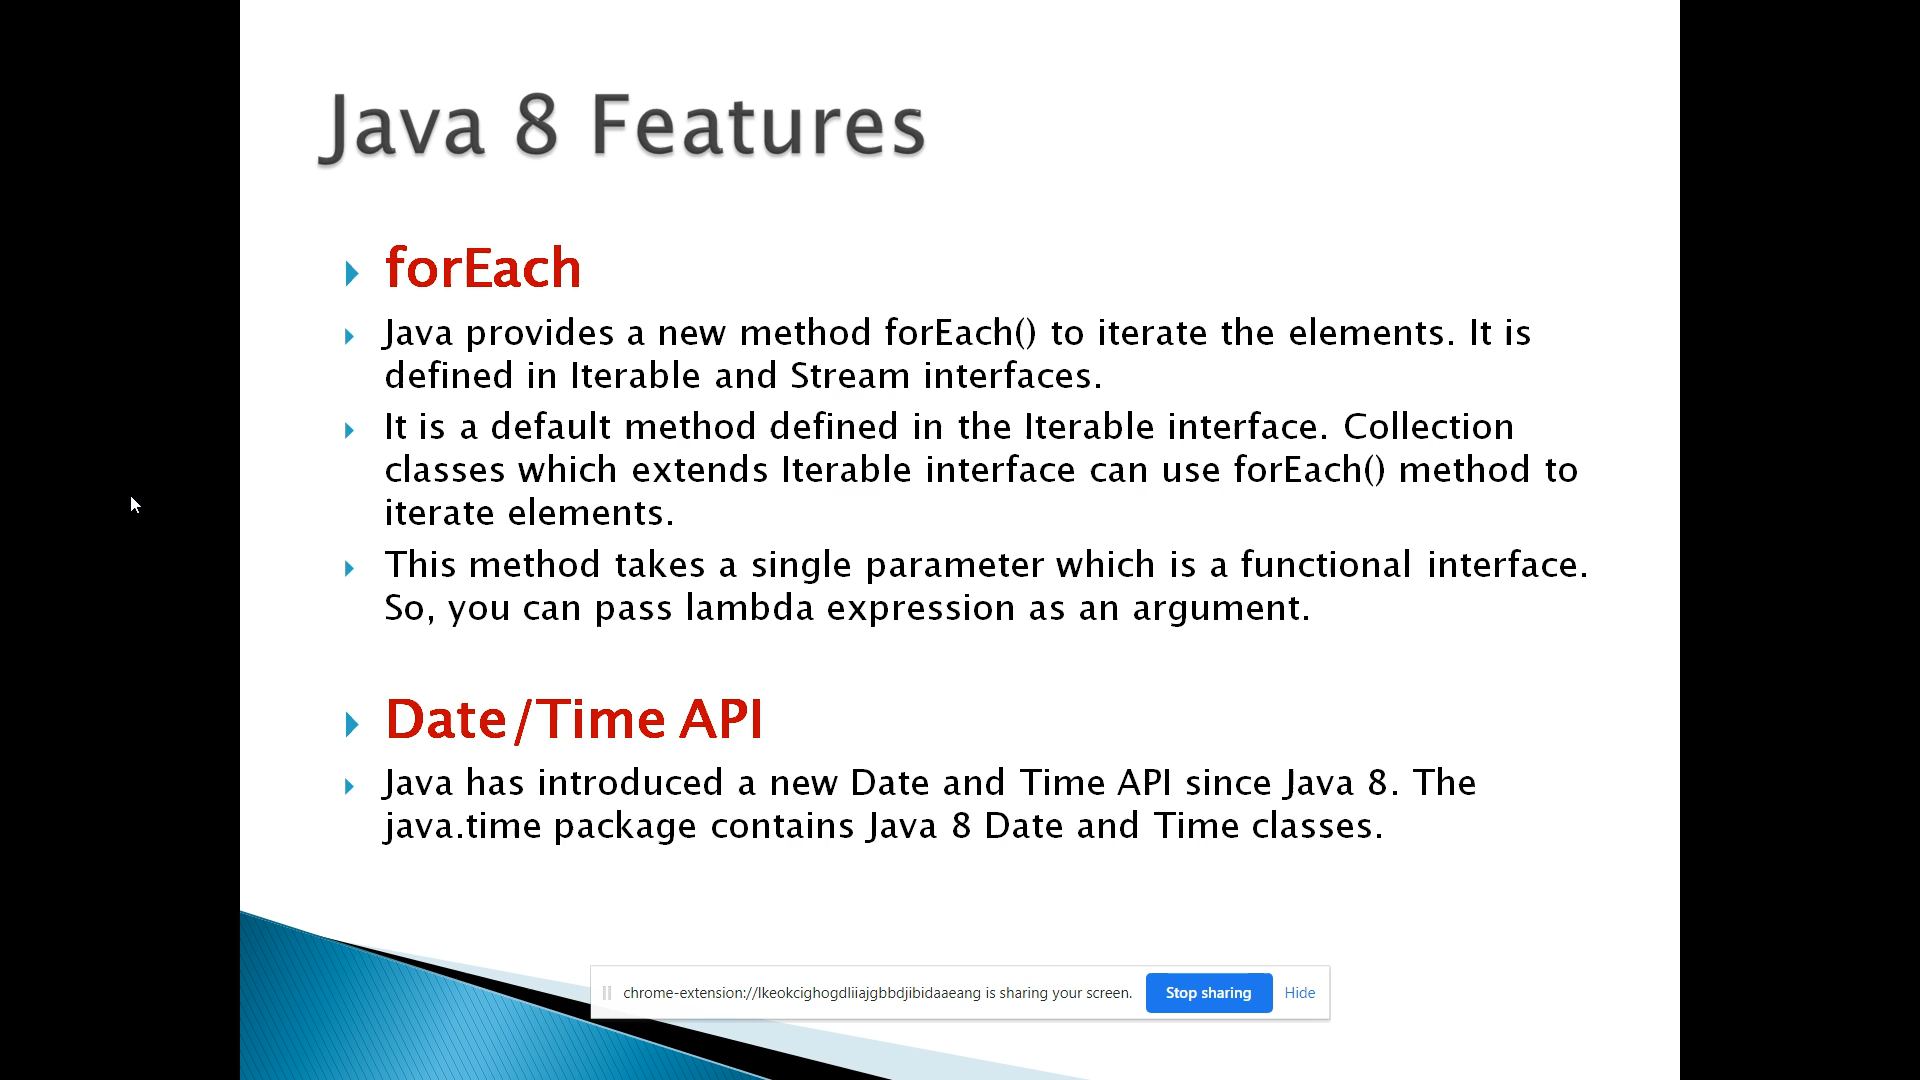 Java 8 Features
forEach
Java provides a new method forEach() to iterate the elements. It is
defined in Iterable and Stream interfaces.
It is a default method defined in the Iterable interface. Collection
classes which extends Iterable interface can use forEach() method to
iterate elements.
This method takes a single parameter which is a functional interface.
So, you can pass lambda expression as an argument.
Date/Time API
Java has introduced a new Date and Time API since Java 8. The
java.time package contains Java 8 Date and Time classes.
chrome-extension://lkeokcighogdliiajgbbdjibidaaeang is sharing your screen. Stop sharing Hide